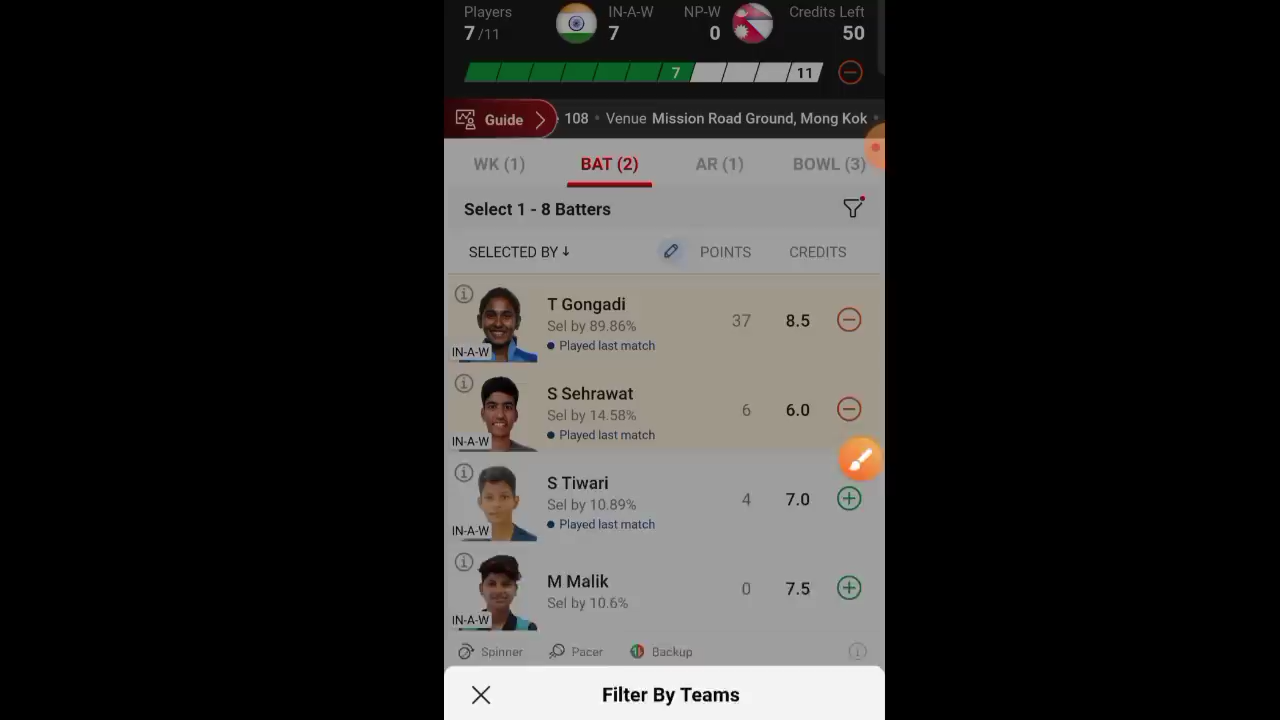 Players IN-A-W NP-W Credits Left
7/11 7 0 50
7 11
Guide 108 • Venue Mission Road Ground, Mong Kok •
WK (1) BAT (2) AR (1) BOWL (3)
Select 1 - 8 Batters
SELECTED BY ↓ POINTS CREDITS
T Gongadi
Sel by 89.86% 37 8.5
Played last match
IN-A-W
S Sehrawat
Sel by 14.58% 6 6.0
Played last match
IN-A-W
S Tiwari
Sel by 10.89% 4 7.0
Played last match
IN-A-W
M Malik
Sel by 10.6% 0 7.5
IN-A-W
Spinner Pacer Backup
Filter By Teams